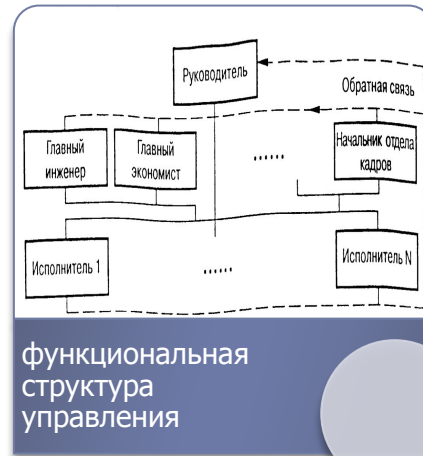 Руководитель
Обратная связь
Главный
инженер
Главный
экономист
......
Начальник отдела
кадров
Исполнитель 1
......
Исполнитель N
функциональная
структура
управления